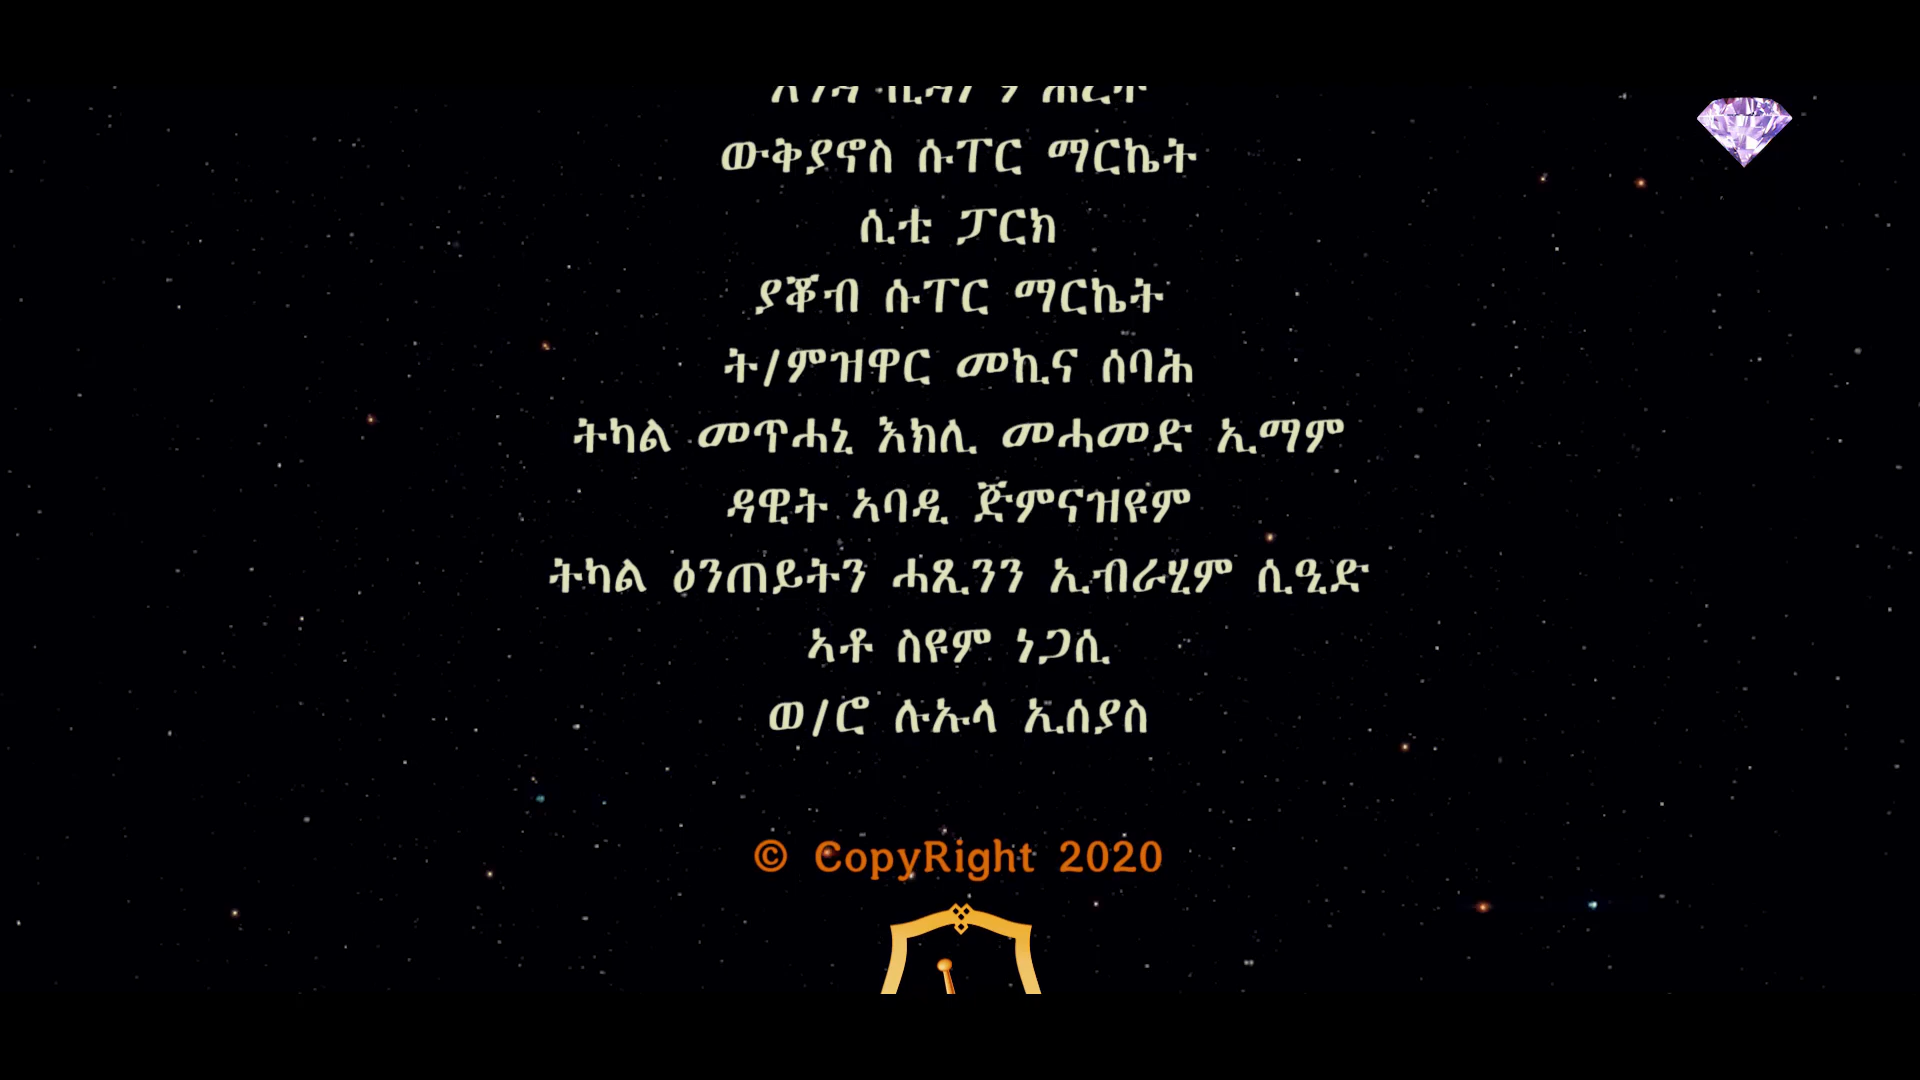 ውቅያኖስ ሱፐር ማርኬት
ሲቲ ፓርክ
ያቆብ ሱፐር ማርኬት
ት/ምዝዋር መኪና ሰባሕ
ትካል መጥሓኒ እክሊ መሓመድ ኢማም
ዳዊት ኣባዲ ጅምናዝዩም
ትካል ዕንጠይትን ሓጺንን ኢብራሂም ሲዒድ
ኣቶ ስዩም ነጋሲ
ወ/ሮ ሉኡላ ኢሰያስ
© CopyRight 2020